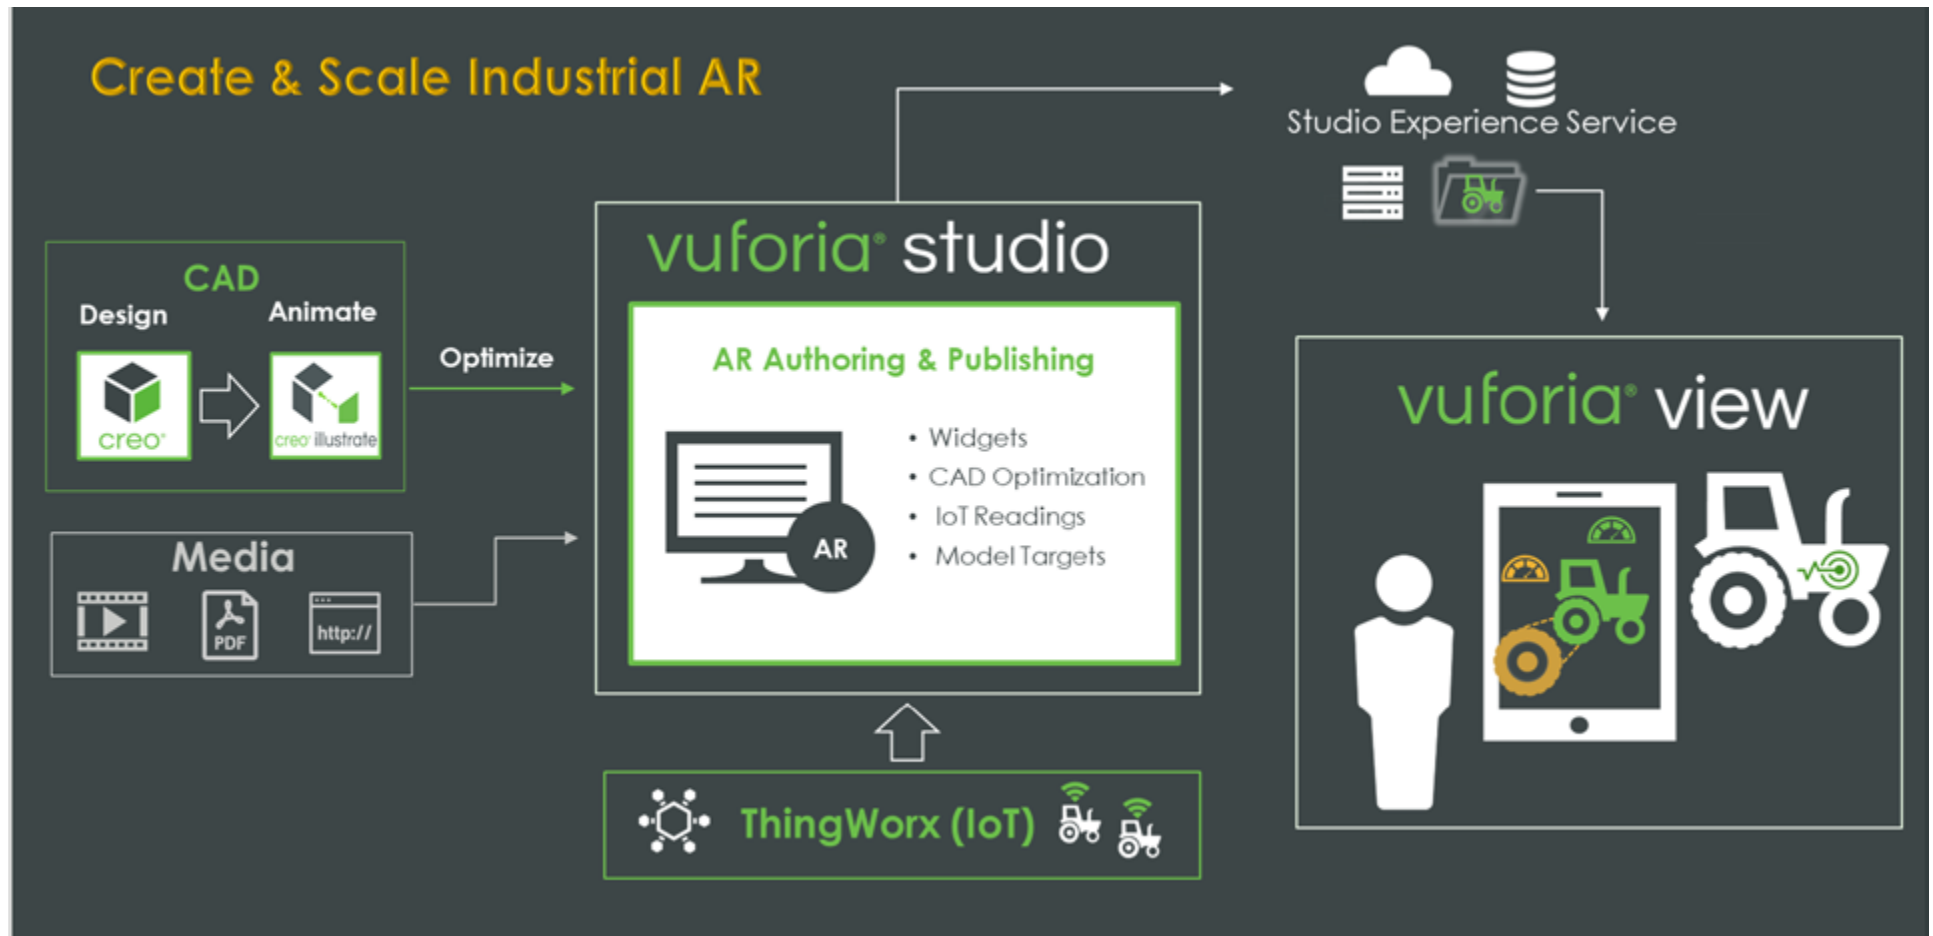 Create & Scale Industrial AR
Studio Experience Service
CAD
Design
Animate
creo®
creo® illustrate
Optimize
Media
PDF
http://
vuforia® studio
AR Authoring & Publishing
AR
• Widgets
• CAD Optimization
• IoT Readings
• Model Targets
ThingWorx (IoT)
vuforia® view